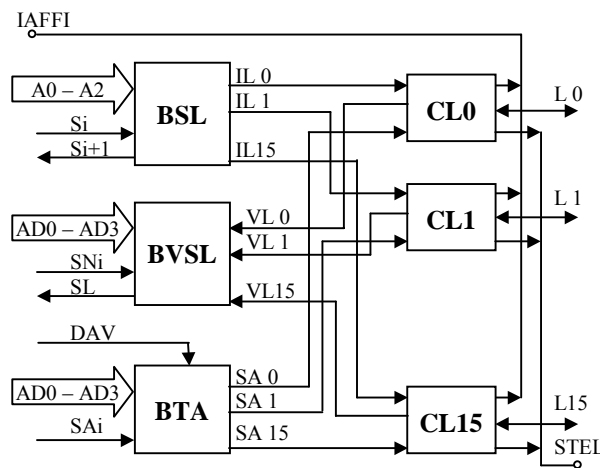 IAFFI
A0 – A2
Si
Si+1
BSL
IL 0
IL 1
IL15
CL0
L 0
AD0 – AD3
SNi
SL
BVSL
VL 0
VL 1
VL15
CL1
L 1
DAV
AD0 – AD3
SAi
BTA
SA 0
SA 1
SA 15
CL15
L15
STEL